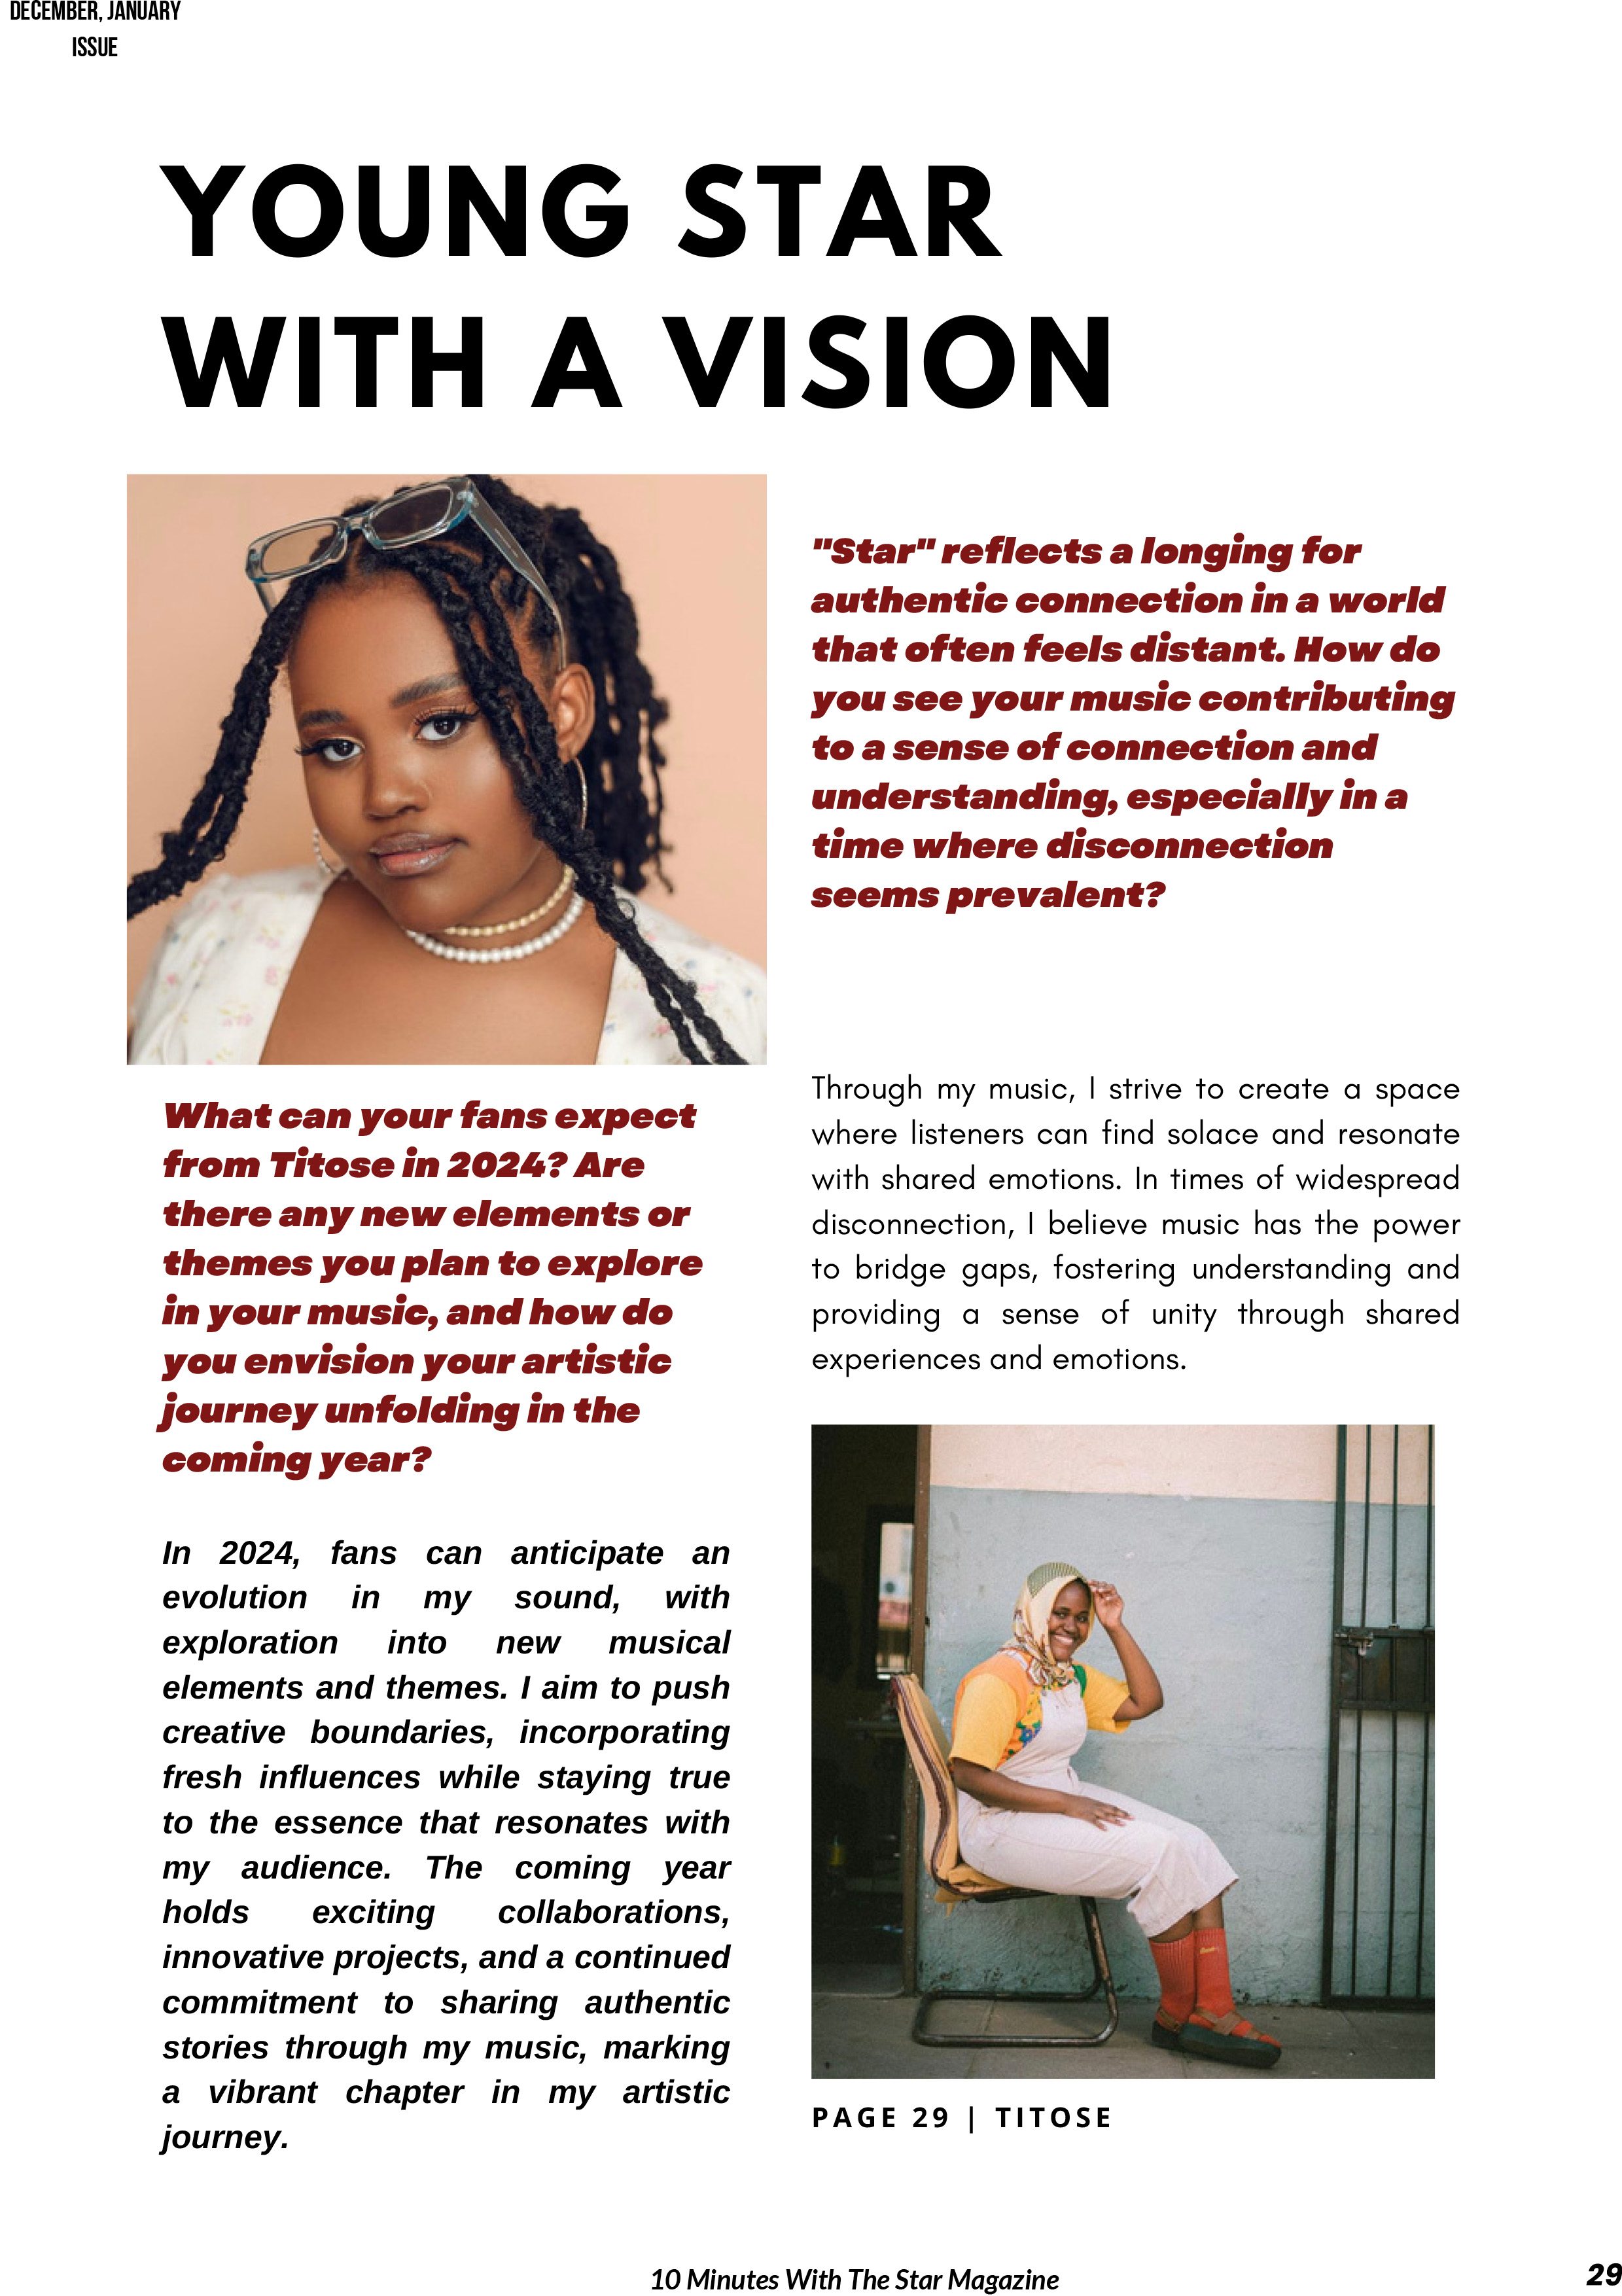 DECEMBER, JANUARY
ISSUE
YOUNG STAR
WITH A VISION
"Star" reflects a longing for
authentic connection in a world
that often feels distant. How do
you see your music contributing
to a sense of connection and
understanding, especially in a
time where disconnection
seems prevalent?
Through my music, I strive to create a space
where listeners can find solace and resonate
with shared emotions. In times of widespread
disconnection, I believe music has the power
to bridge gaps, fostering understanding and
providing a sense of unity through shared
experiences and emotions.
What can your fans expect
from Titose in 2024? Are
there any new elements or
themes you plan to explore
in your music, and how do
you envision your artistic
journey unfolding in the
coming year?
In 2024, fans can anticipate an
evolution in my sound, with
exploration into new musical
elements and themes. I aim to push
creative boundaries, incorporating
fresh influences while staying true
to the essence that resonates with
my audience. The coming year
holds exciting collaborations,
innovative projects, and a continued
commitment to sharing authentic
stories through my music, marking
a vibrant chapter in my artistic
journey.
PAGE 29 | TITOSE
10 Minutes With The Star Magazine
29